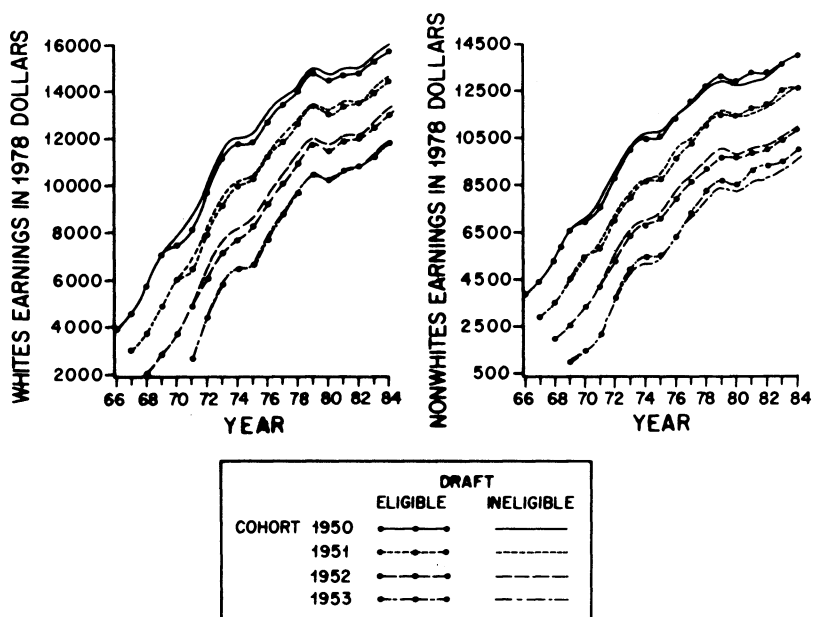 WHITES EARNINGS IN 1978 DOLLARS
16000
14000
12000
10000
8000
6000
4000
2000
66 68 70 72 74 76 78 80 82 84
YEAR
NONWHITES EARNINGS IN 1978 DOLLARS
14500
12500
10500
8500
6500
4500
2500
500
66 68 70 72 74 76 78 80 82 84
YEAR
DRAFT
ELIGIBLE INELIGIBLE
COHORT 1950
1951
1952
1953